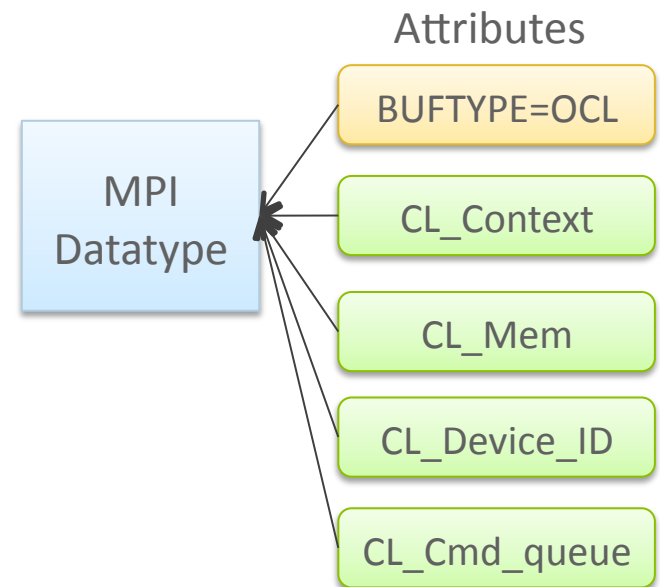 Attributes
BUFTYPE=OCL
MPI
Datatype
CL_Context
CL_Mem
CL_Device_ID
CL_Cmd_queue